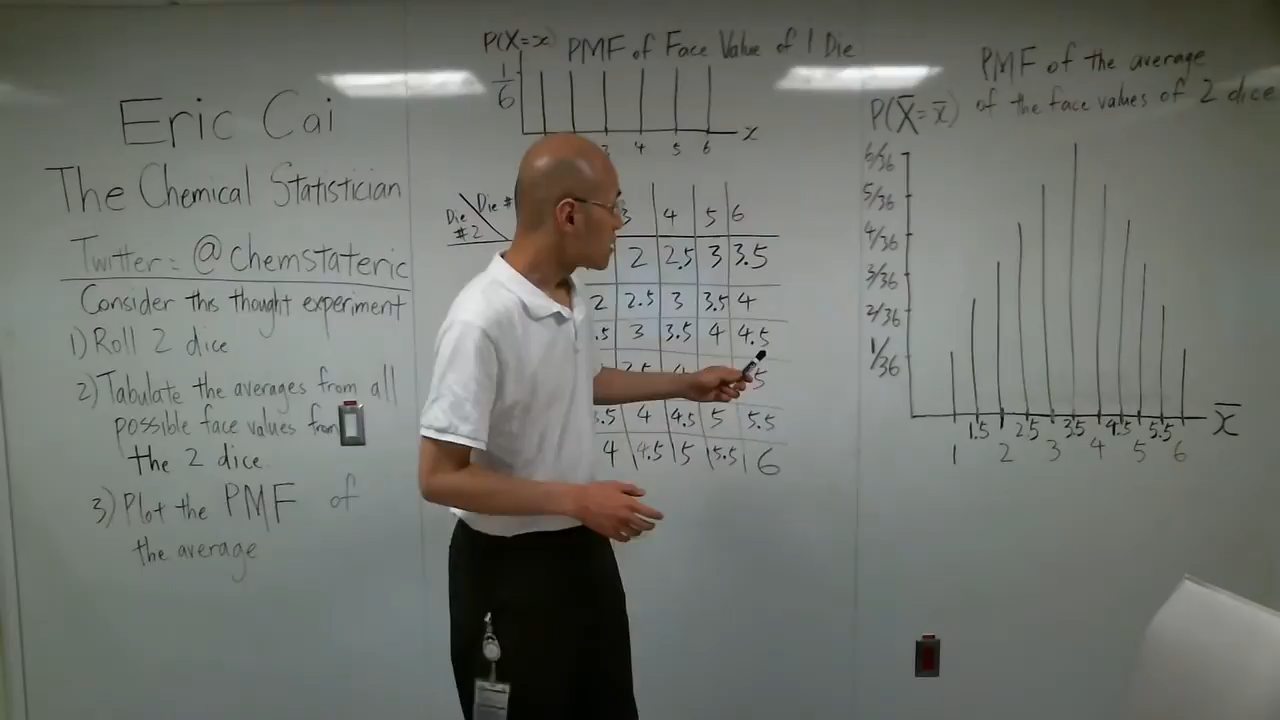 Eric Cai
The Chemical Statistician
Twitter: @chemstateric
Consider this thought experiment
1) Roll 2 dice
2) Tabulate the averages from all
possible face values from
the 2 dice
3) Plot the PMF of
the average
P(X=x) PMF of Face Value of 1 Die
1/6
4 5 6 x
Die #
Die #2
3 4 5 6
2 2.5 3 3.5
2 2.5 3 3.5 4
.5 3 3.5 4 4.5
5
3.5 4 4.5 5 5.5
4 4.5 5 5.5 6
PMF of the average
of the face values of 2 dice
P(X̅=x̅)
6/36
5/36
4/36
3/36
2/36
1/36
1.5 2.5 3.5 4.5 5.5 x̅
1 2 3 4 5 6